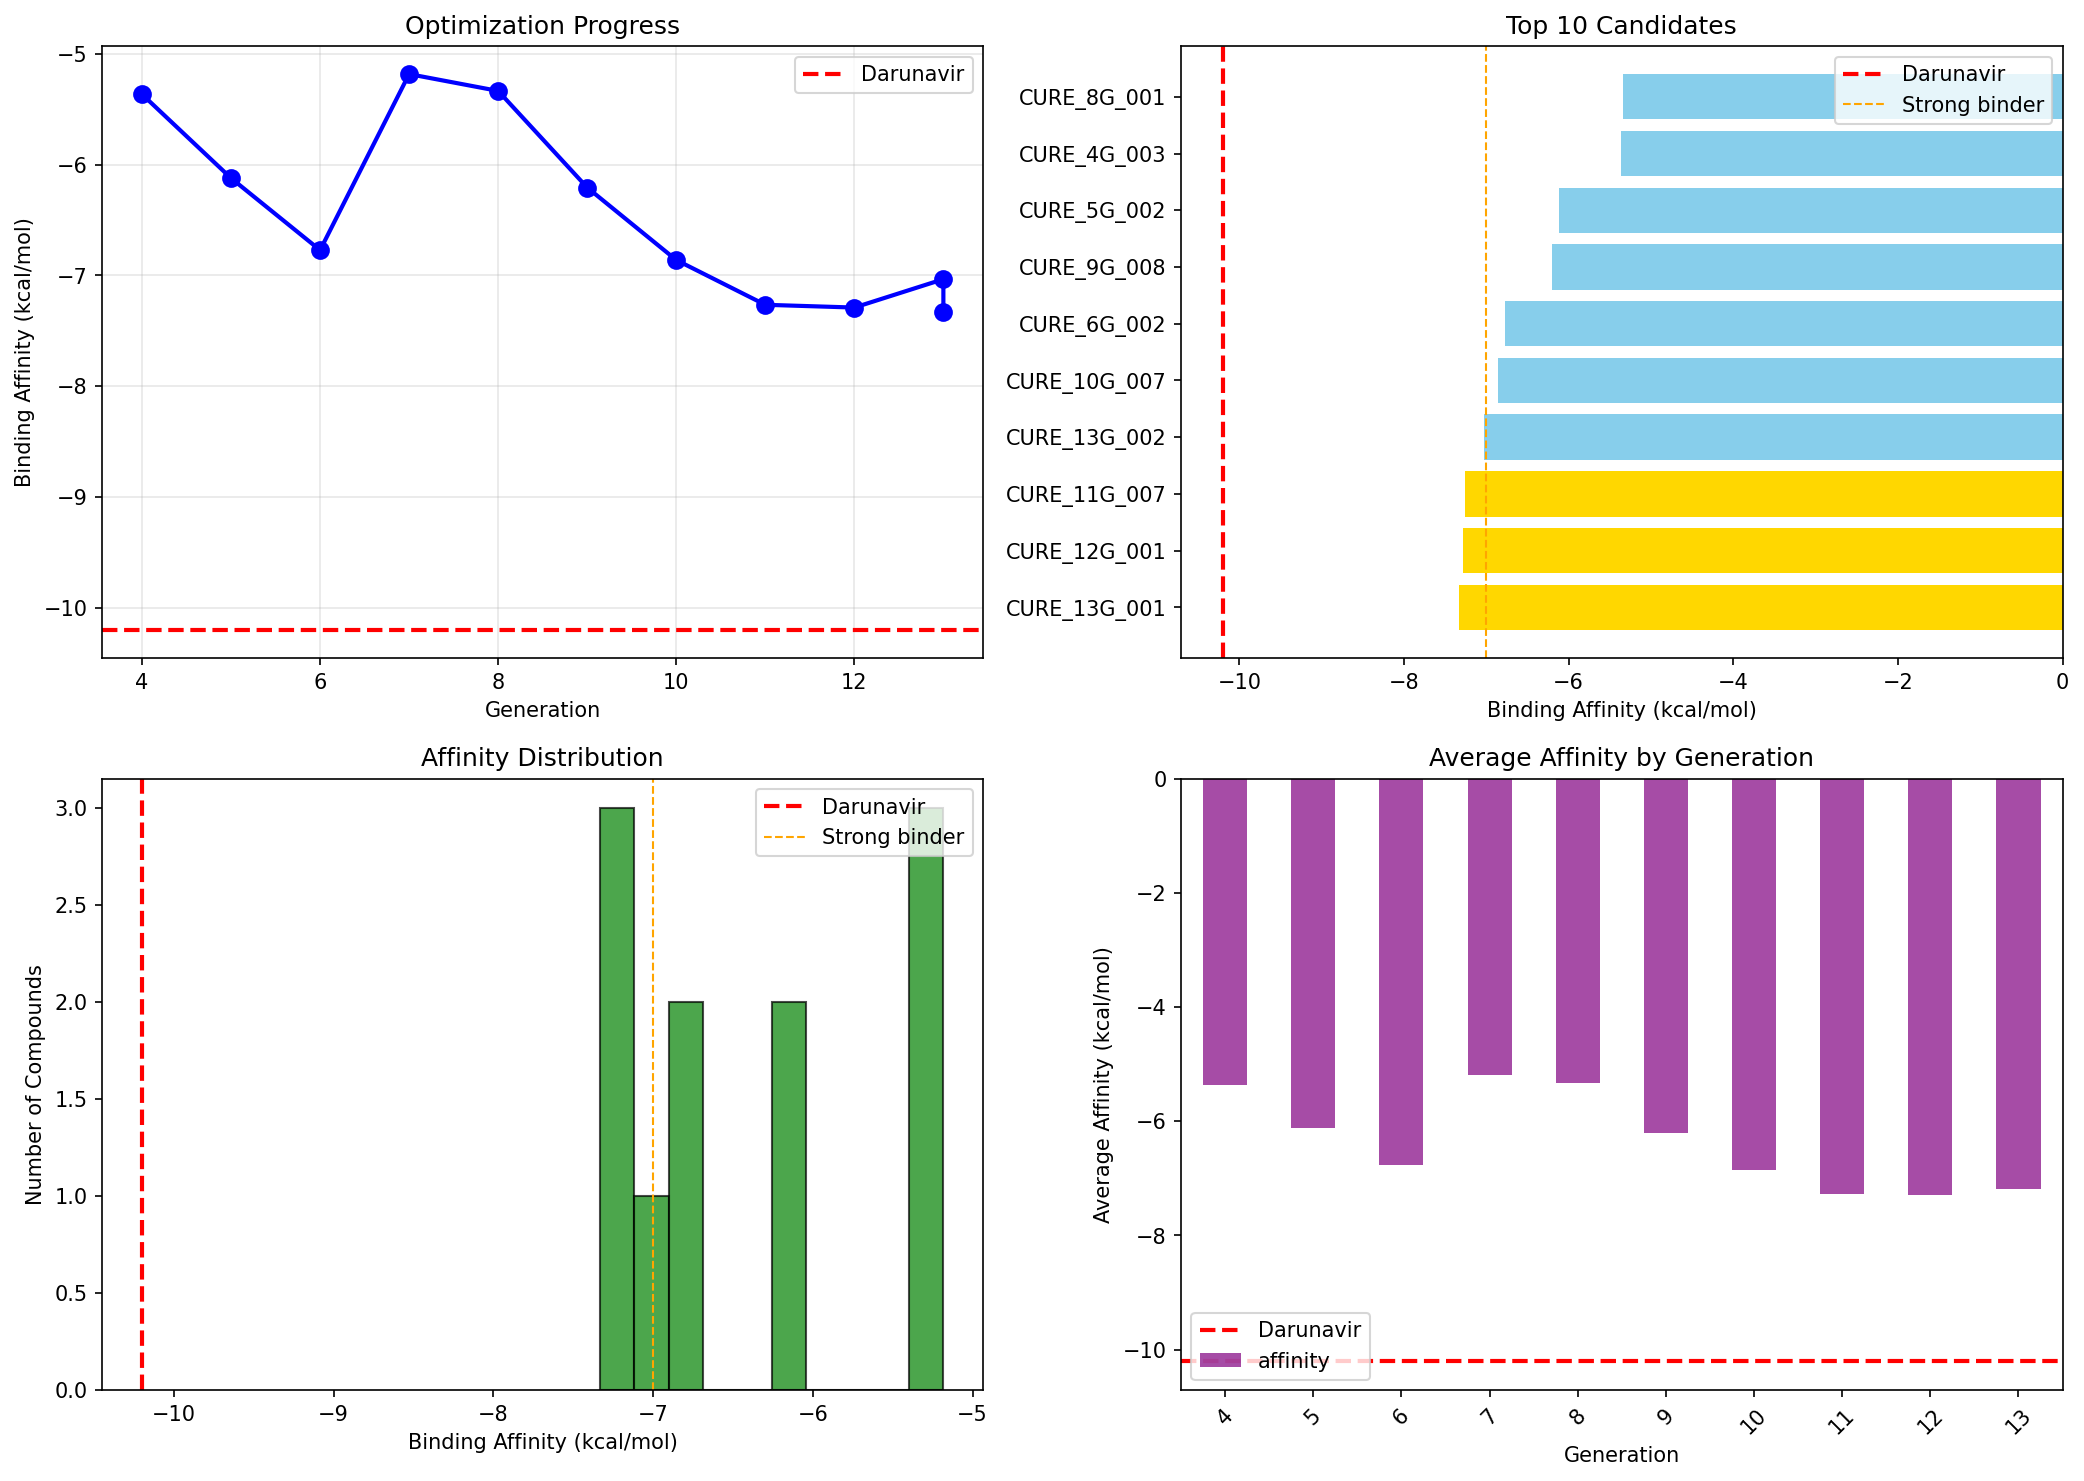 Optimization Progress
Binding Affinity (kcal/mol)
−5
−6
−7
−8
−9
−10
Darunavir
4
6
8
10
12
Generation
Top 10 Candidates
CURE_8G_001
CURE_4G_003
CURE_5G_002
CURE_9G_008
CURE_6G_002
CURE_10G_007
CURE_13G_002
CURE_11G_007
CURE_12G_001
CURE_13G_001
Darunavir
Strong binder
−10
−8
−6
−4
−2
0
Binding Affinity (kcal/mol)
Affinity Distribution
Number of Compounds
3.0
2.5
2.0
1.5
1.0
0.5
0.0
Darunavir
Strong binder
−10
−9
−8
−7
−6
−5
Binding Affinity (kcal/mol)
Average Affinity by Generation
Average Affinity (kcal/mol)
0
−2
−4
−6
−8
−10
Darunavir
affinity
4
5
6
7
8
9
10
11
12
13
Generation